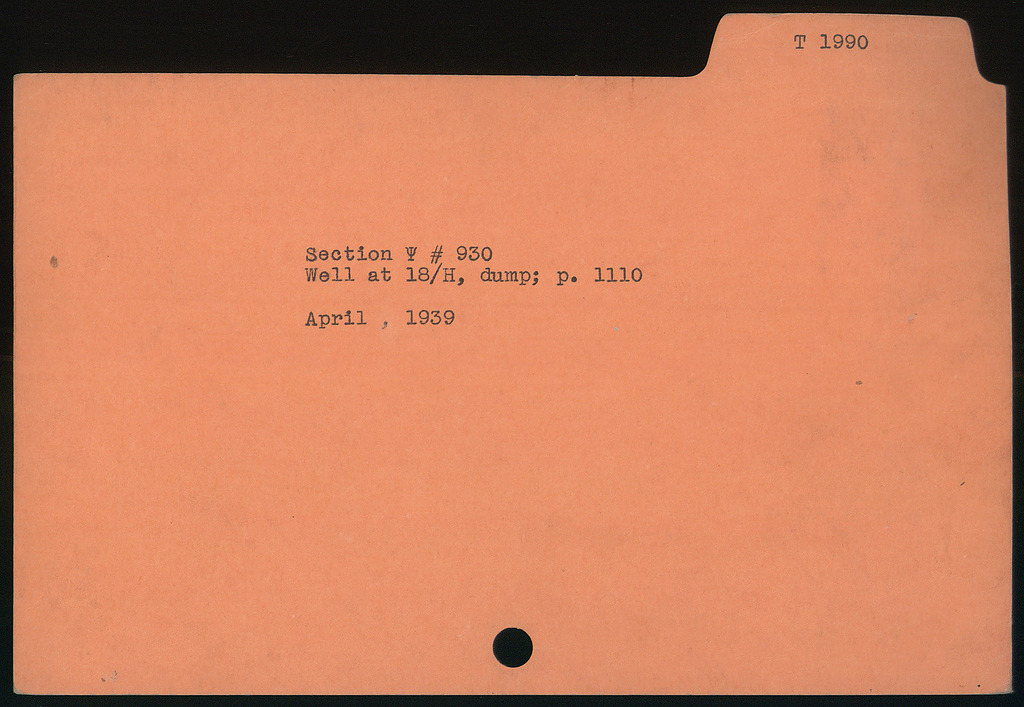 T 1990
Section Ψ # 930
Well at 18/H, dump; p. 1110
April , 1939